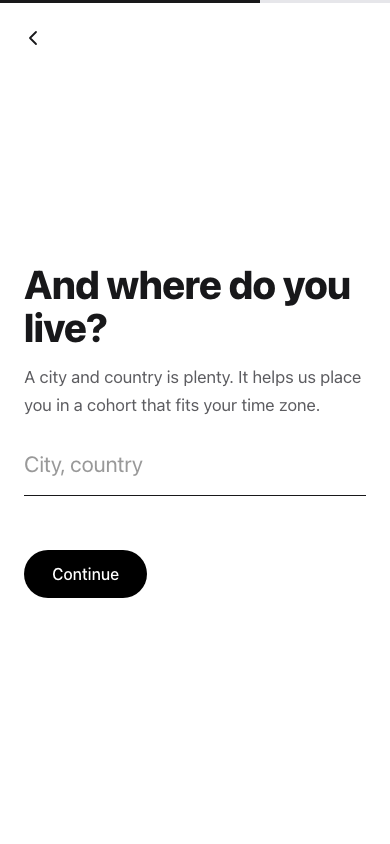 And where do you
live?
A city and country is plenty. It helps us place
you in a cohort that fits your time zone.
City, country
Continue